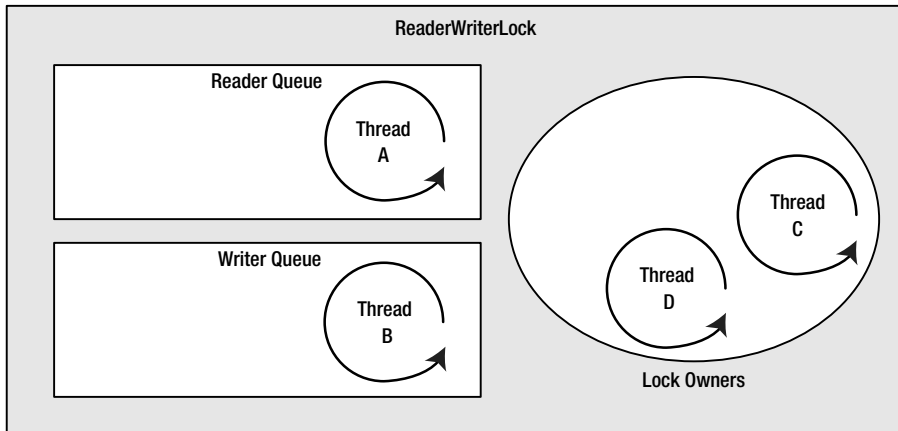 ReaderWriterLock
Reader Queue
Thread
A
Writer Queue
Thread
B
Thread
C
Thread
D
Lock Owners